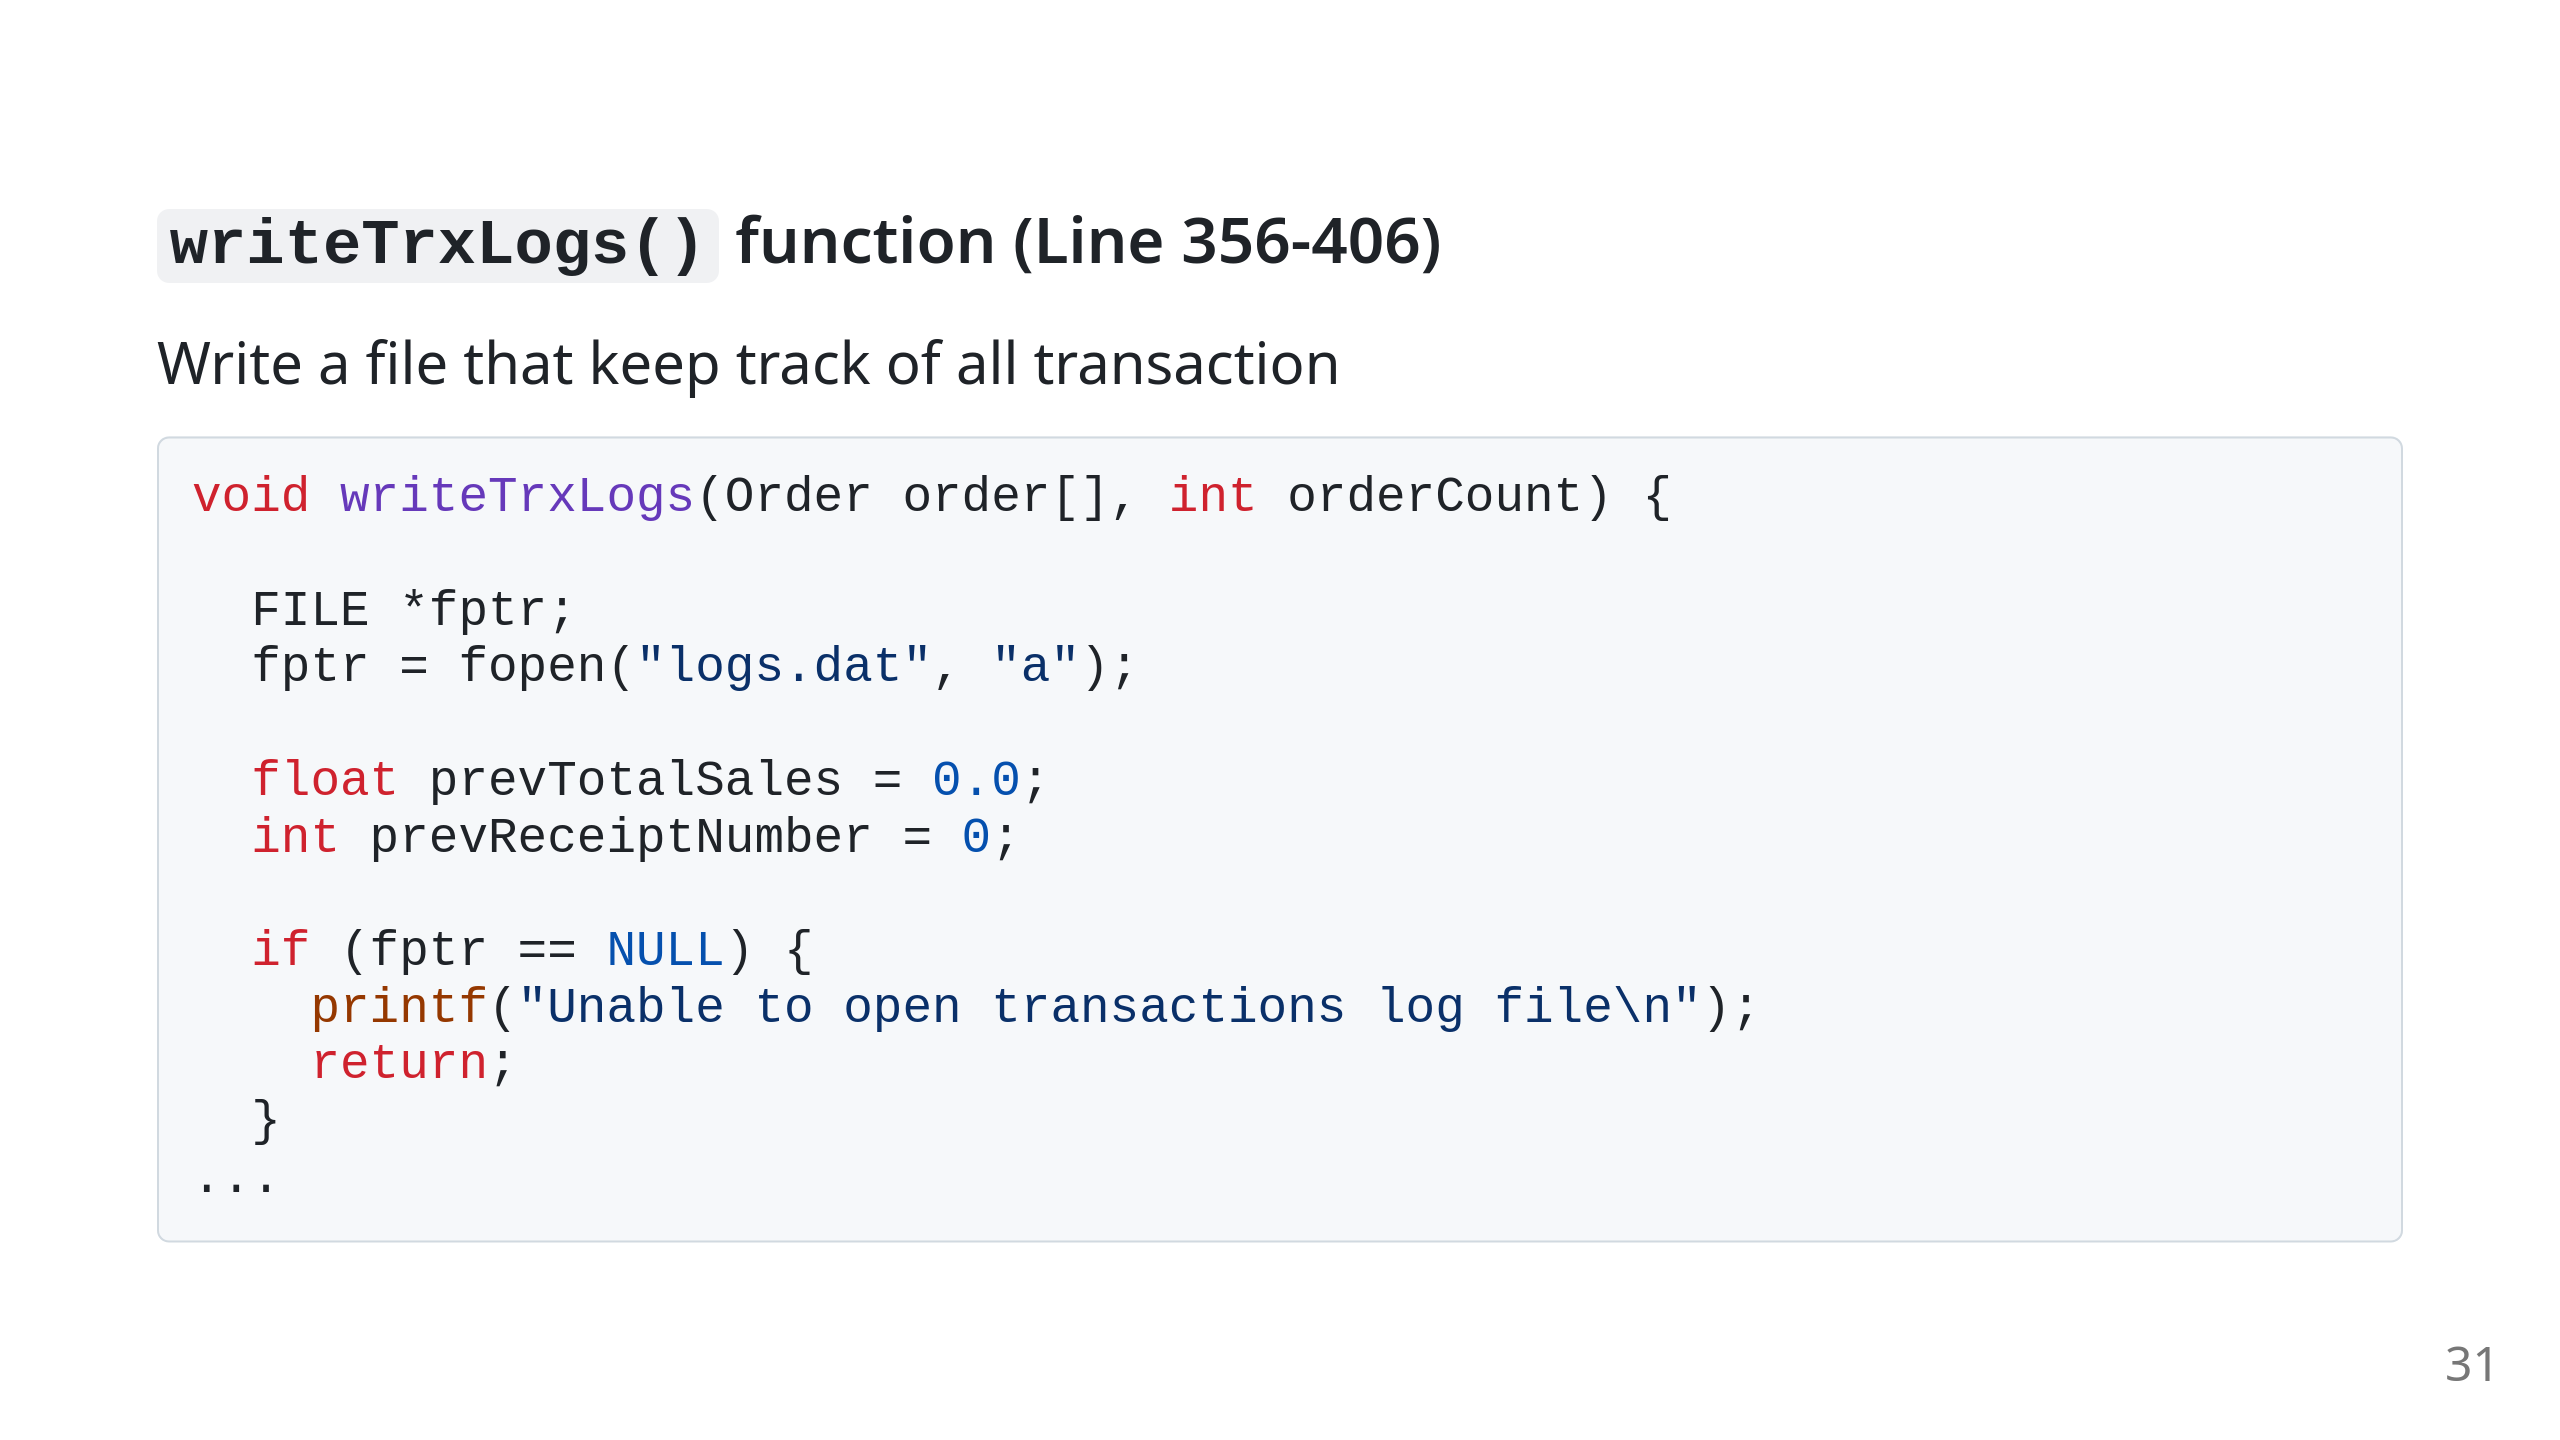 writeTrxLogs() function (Line 356-406)
Write a file that keep track of all transaction
void writeTrxLogs(Order order[], int orderCount) {
  FILE *fptr;
  fptr = fopen("logs.dat", "a");
  float prevTotalSales = 0.0;
  int prevReceiptNumber = 0;
  if (fptr == NULL) {
    printf("Unable to open transactions log file\n");
    return;
  }
...
31